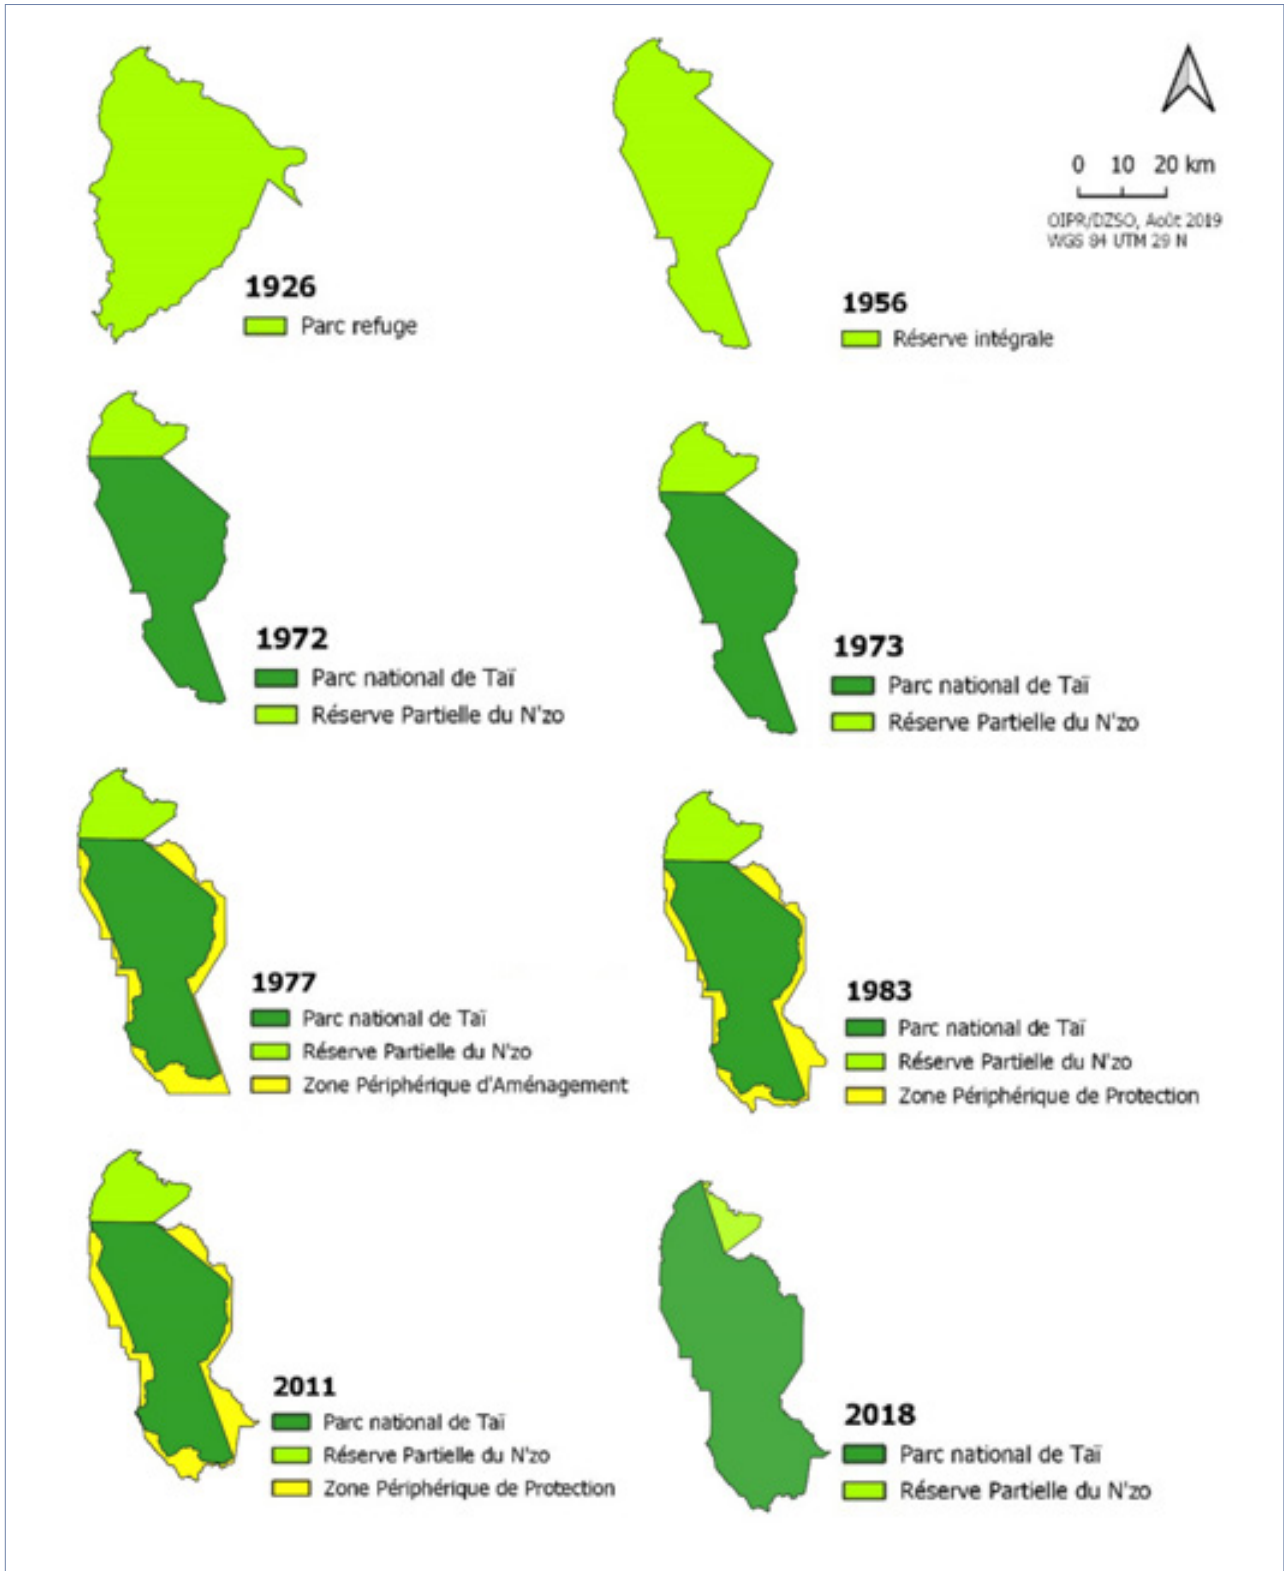 1926
Parc refuge
1956
Réserve intégrale
0 10 20 km
OIPR/DZSO, Août 2019
WGS 84 UTM 29 N
1972
Parc national de Taï
Réserve Partielle du N'zo
1973
Parc national de Taï
Réserve Partielle du N'zo
1977
Parc national de Taï
Réserve Partielle du N'zo
Zone Périphérique d'Aménagement
1983
Parc national de Taï
Réserve Partielle du N'zo
Zone Périphérique de Protection
2011
Parc national de Taï
Réserve Partielle du N'zo
Zone Périphérique de Protection
2018
Parc national de Taï
Réserve Partielle du N'zo